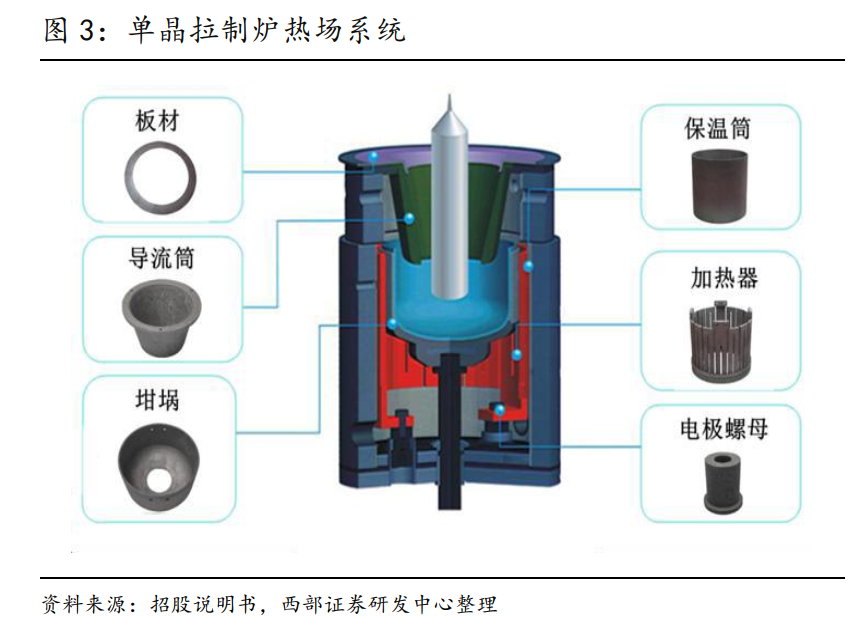 图 3：单晶拉制炉热场系统
板材
导流筒
坩埚
保温筒
加热器
电极螺母
资料来源：招股说明书，西部证券研发中心整理